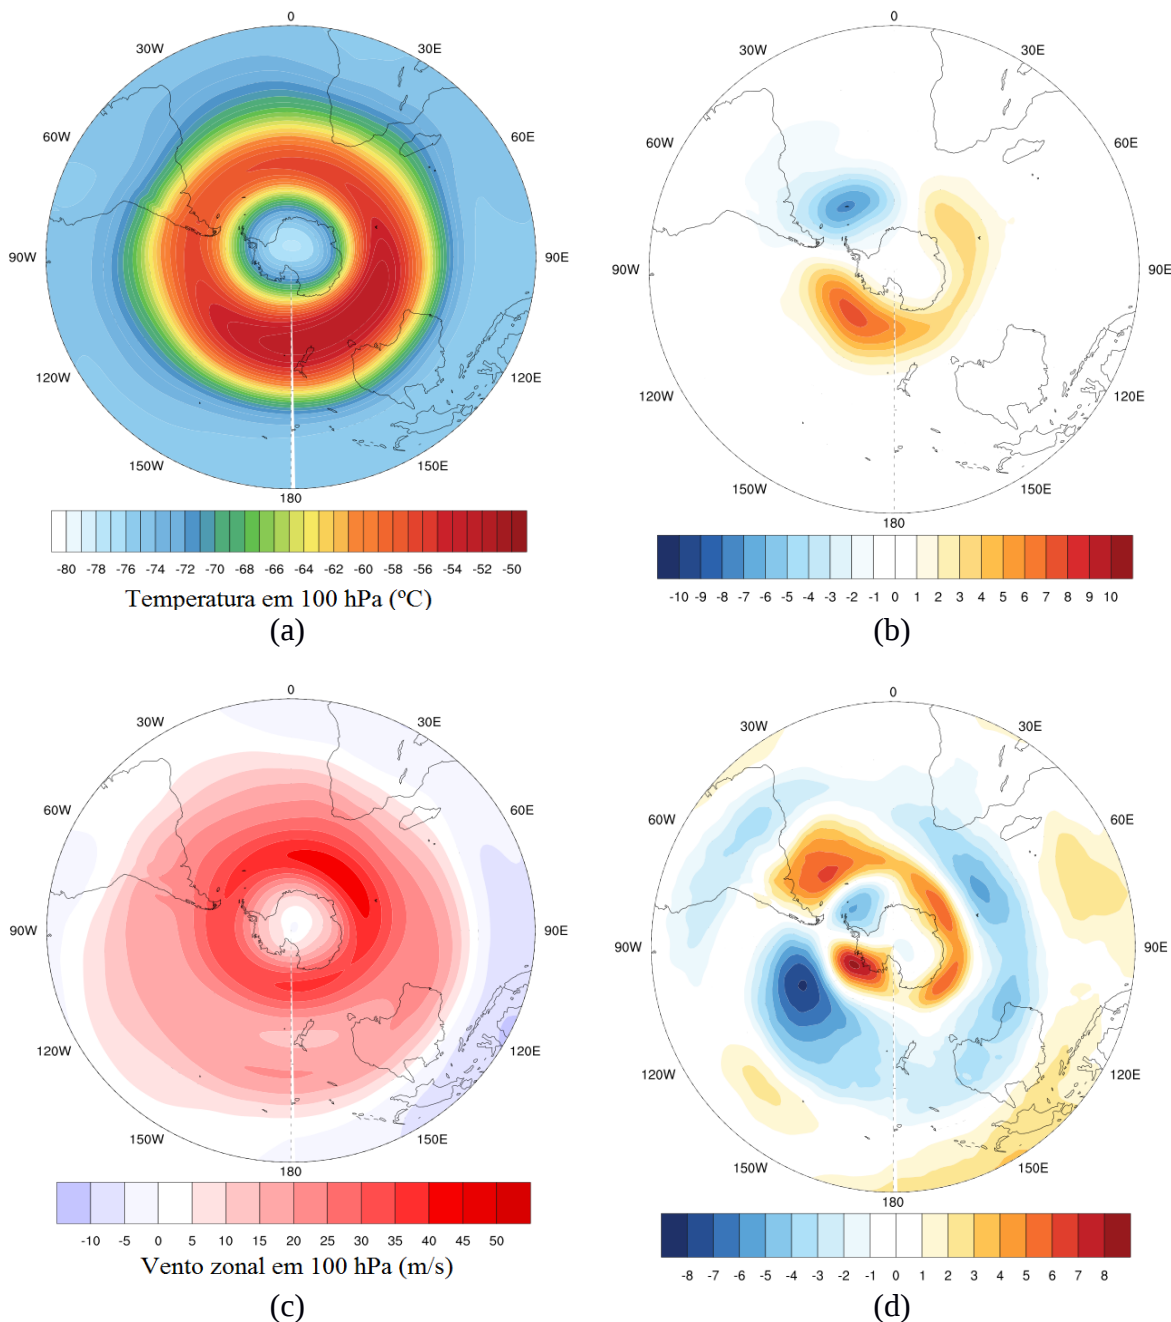 0
30W
30E
60W
60E
90W
90E
120W
120E
150W
150E
180
-80 -78 -76 -74 -72 -70 -68 -66 -64 -62 -60 -58 -56 -54 -52 -50
Temperatura em 100 hPa (ºC)
(a)
0
30W
30E
60W
60E
90W
90E
120W
120E
150W
150E
180
-10 -9 -8 -7 -6 -5 -4 -3 -2 -1 0 1 2 3 4 5 6 7 8 9 10
(b)
0
30W
30E
60W
60E
90W
90E
120W
120E
150W
150E
180
-10 -5 0 5 10 15 20 25 30 35 40 45 50
Vento zonal em 100 hPa (m/s)
(c)
0
30W
30E
60W
60E
90W
90E
120W
120E
150W
150E
180
-8 -7 -6 -5 -4 -3 -2 -1 0 1 2 3 4 5 6 7 8
(d)